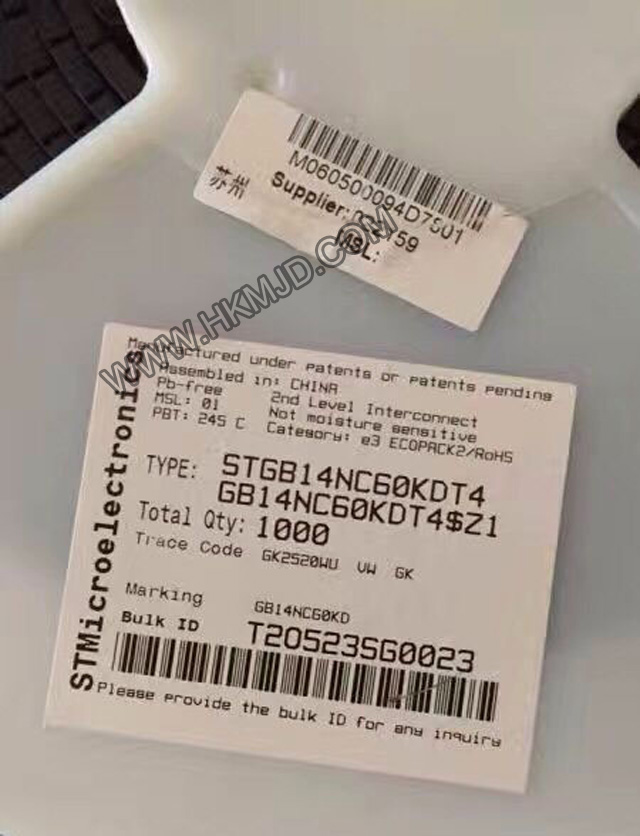 M060500094D7801
苏州
Supplier:
MSL:
WWW.HKMJD.COM
STMicroelectronics
Manufactured under patents or patents pending
Assembled in: CHINA
Pb-free 2nd Level Interconnect
MSL: 01 Not moisture sensitive
PBT: 245 C Category: e3 ECOPACK2/RoHS
TYPE: STGB14NC60KDT4
GB14NC60KDT4$Z1
Total Qty: 1000
Trace Code GK2520WU VW GK
Marking GB14NC60KD
Bulk ID T20523SG0023
Please provide the bulk ID for any inquiry